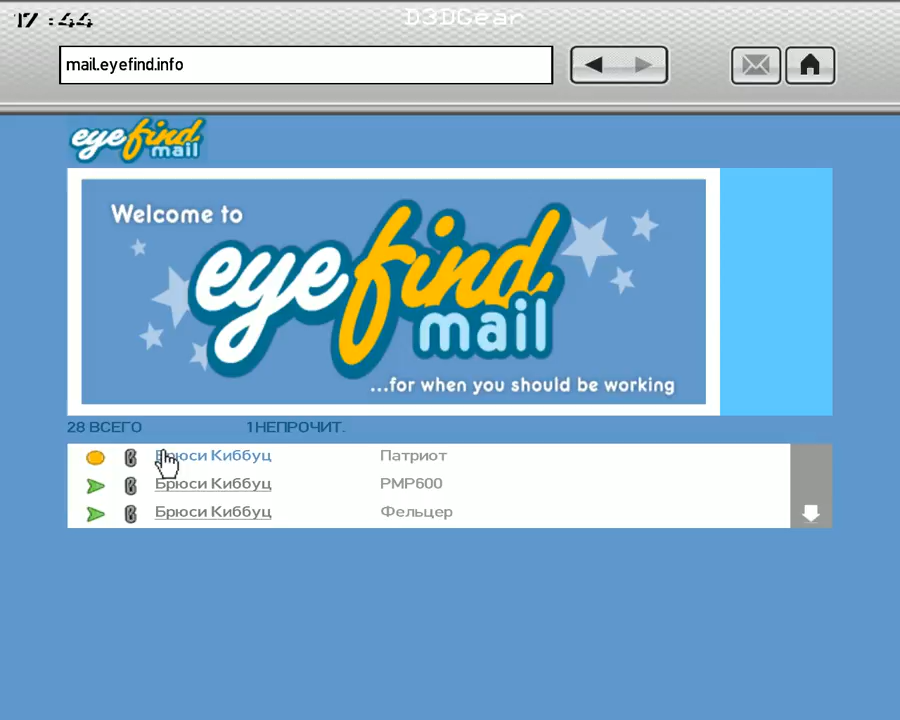 17:44
D3DGear
mail.eyefind.info
eyefind mail
Welcome to
eyefind
mail
...for when you should be working
28 ВСЕГО 1НЕПРОЧИТ.
Брюси Киббуц Патриот
Брюси Киббуц PMP600
Брюси Киббуц Фельцер